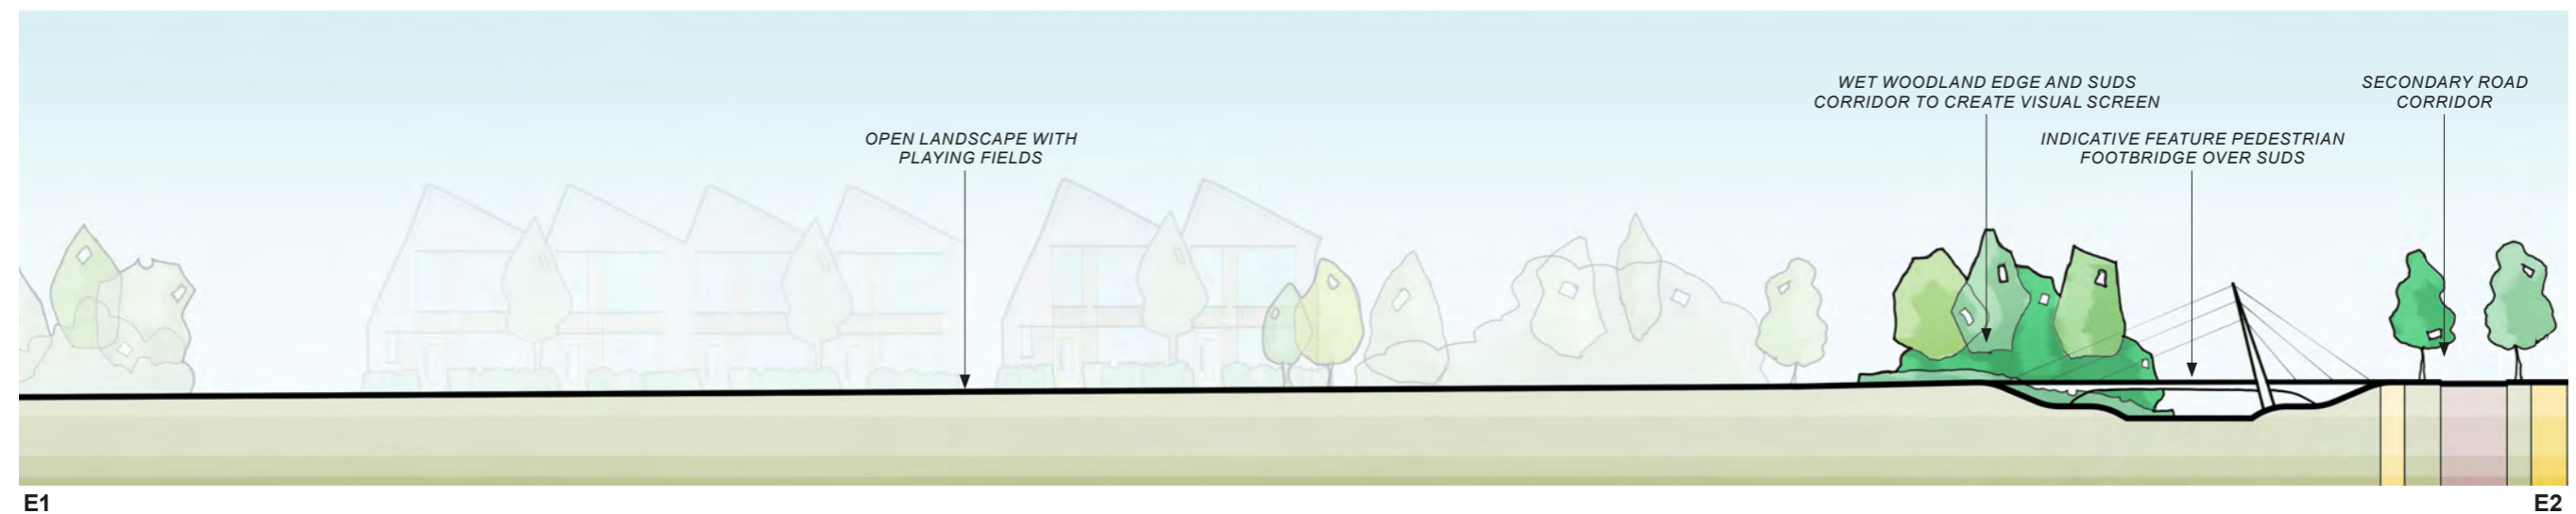 OPEN LANDSCAPE WITH
PLAYING FIELDS
WET WOODLAND EDGE AND SUDS
CORRIDOR TO CREATE VISUAL SCREEN
INDICATIVE FEATURE PEDESTRIAN
FOOTBRIDGE OVER SUDS
SECONDARY ROAD
CORRIDOR
E1
E2